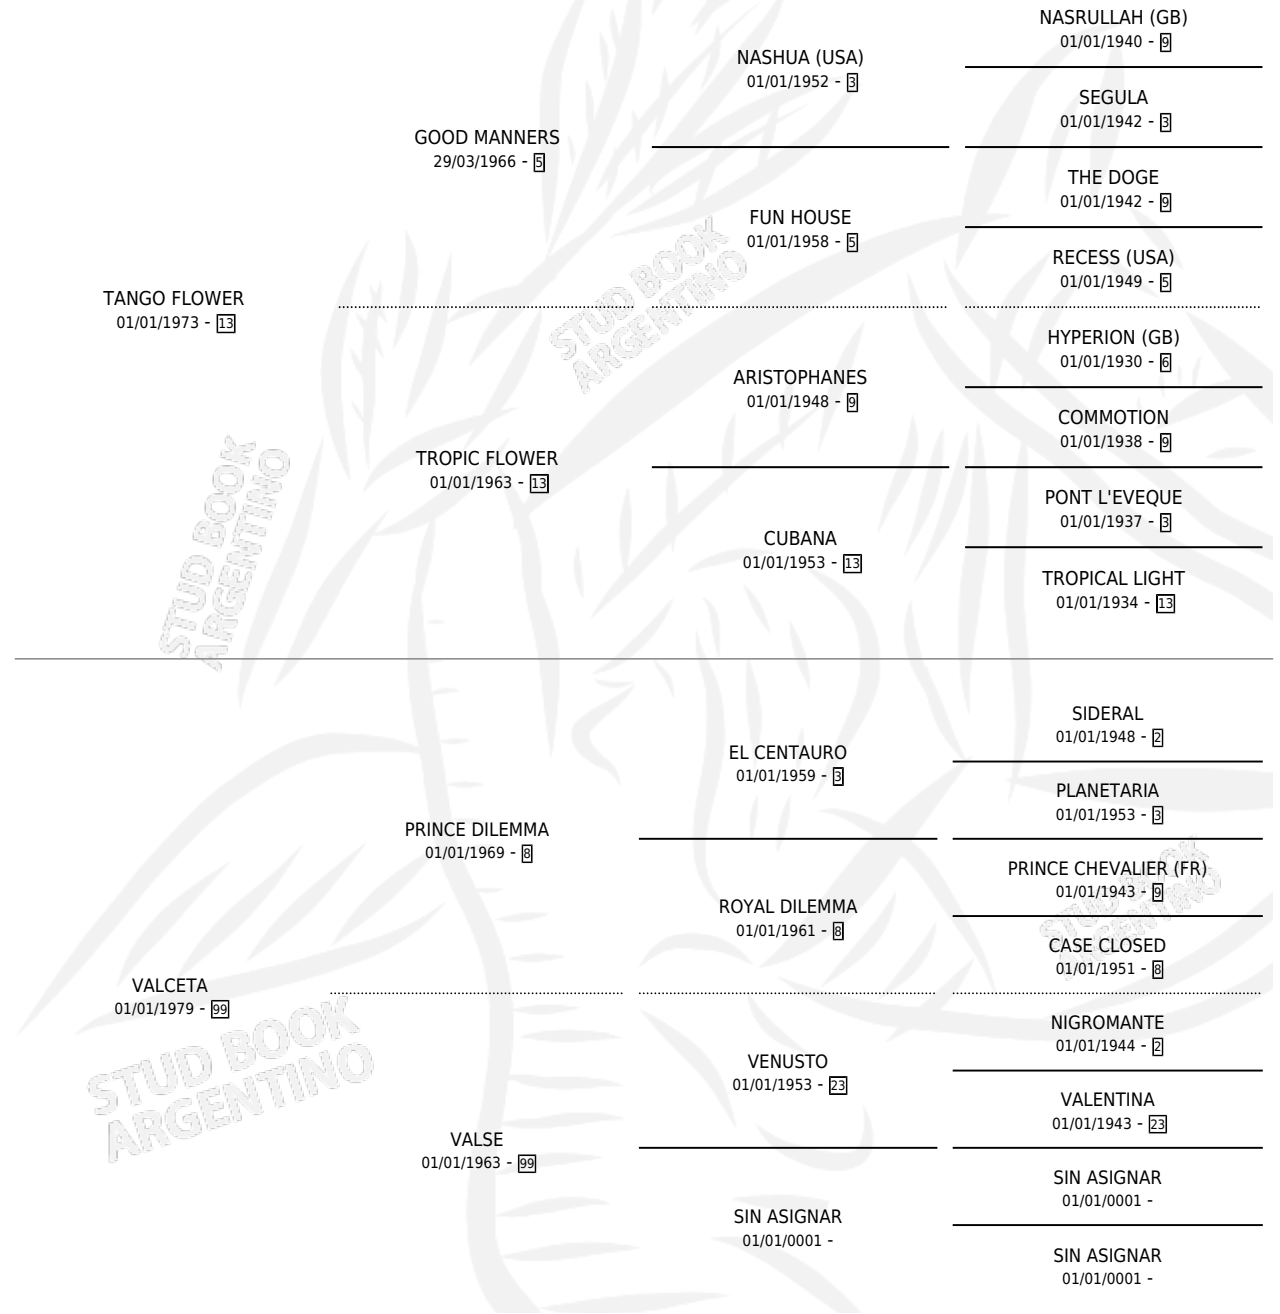 TANGO FLOWER
01/01/1973 - 13
GOOD MANNERS
29/03/1966 - 5
NASHUA (USA)
01/01/1952 - 3
NASRULLAH (GB)
01/01/1940 - 9
SEGULA
01/01/1942 - 3
FUN HOUSE
01/01/1958 - 5
THE DOGE
01/01/1942 - 9
RECESS (USA)
01/01/1949 - 5
TROPIC FLOWER
01/01/1963 - 13
ARISTOPHANES
01/01/1948 - 9
HYPERION (GB)
01/01/1930 - 6
COMMOTION
01/01/1938 - 9
CUBANA
01/01/1953 - 13
PONT L'EVEQUE
01/01/1937 - 3
TROPICAL LIGHT
01/01/1934 - 13
VALCETA
01/01/1979 - 99
PRINCE DILEMMA
01/01/1969 - 8
EL CENTAURO
01/01/1959 - 3
SIDERAL
01/01/1948 - 2
PLANETARIA
01/01/1953 - 3
ROYAL DILEMMA
01/01/1961 - 8
PRINCE CHEVALIER (FR)
01/01/1943 - 9
CASE CLOSED
01/01/1951 - 8
VALSE
01/01/1963 - 99
VENUSTO
01/01/1953 - 23
NIGROMANTE
01/01/1944 - 2
VALENTINA
01/01/1943 - 23
SIN ASIGNAR
01/01/0001 -
SIN ASIGNAR
01/01/0001 -
SIN ASIGNAR
01/01/0001 -
STUD BOOK
ARGENTINO
STUD BOOK
ARGENTINO
STUD BOOK
ARGENTINO
STUD BOOK
ARGENTINO